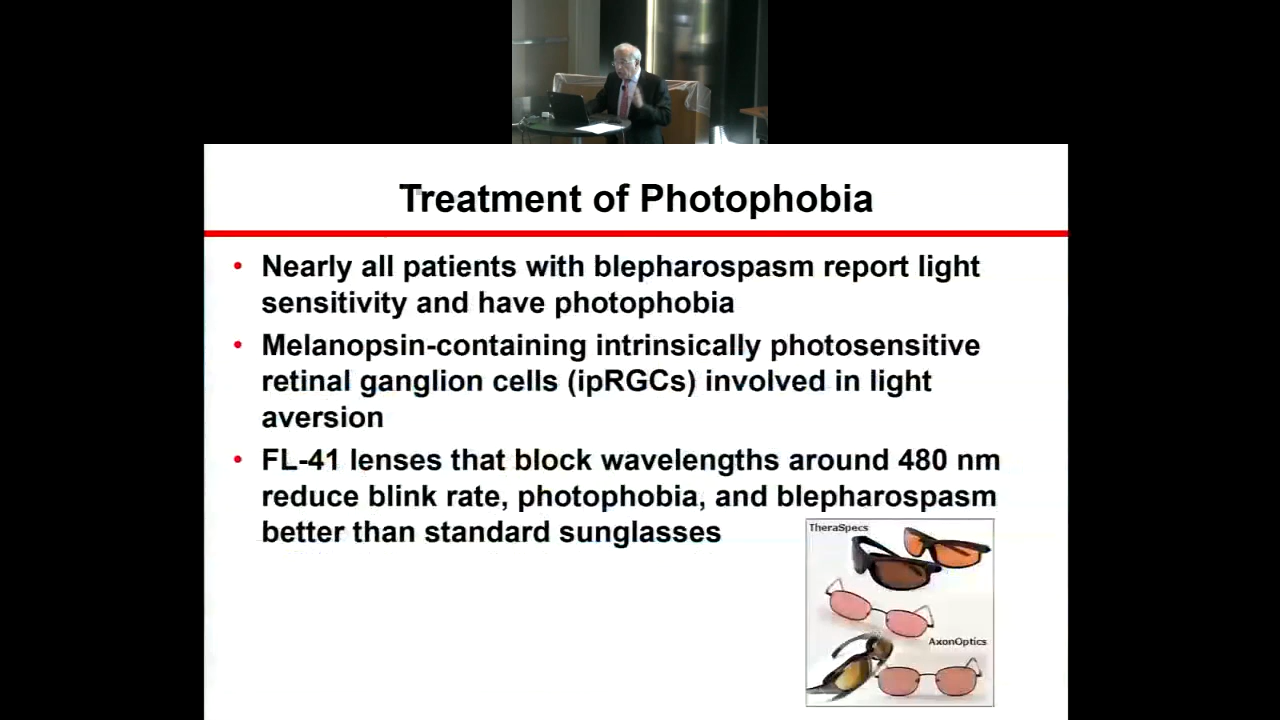 Treatment of Photophobia
• Nearly all patients with blepharospasm report light
sensitivity and have photophobia
• Melanopsin-containing intrinsically photosensitive
retinal ganglion cells (ipRGCs) involved in light
aversion
• FL-41 lenses that block wavelengths around 480 nm
reduce blink rate, photophobia, and blepharospasm
better than standard sunglasses
TheraSpecs
AxonOptics